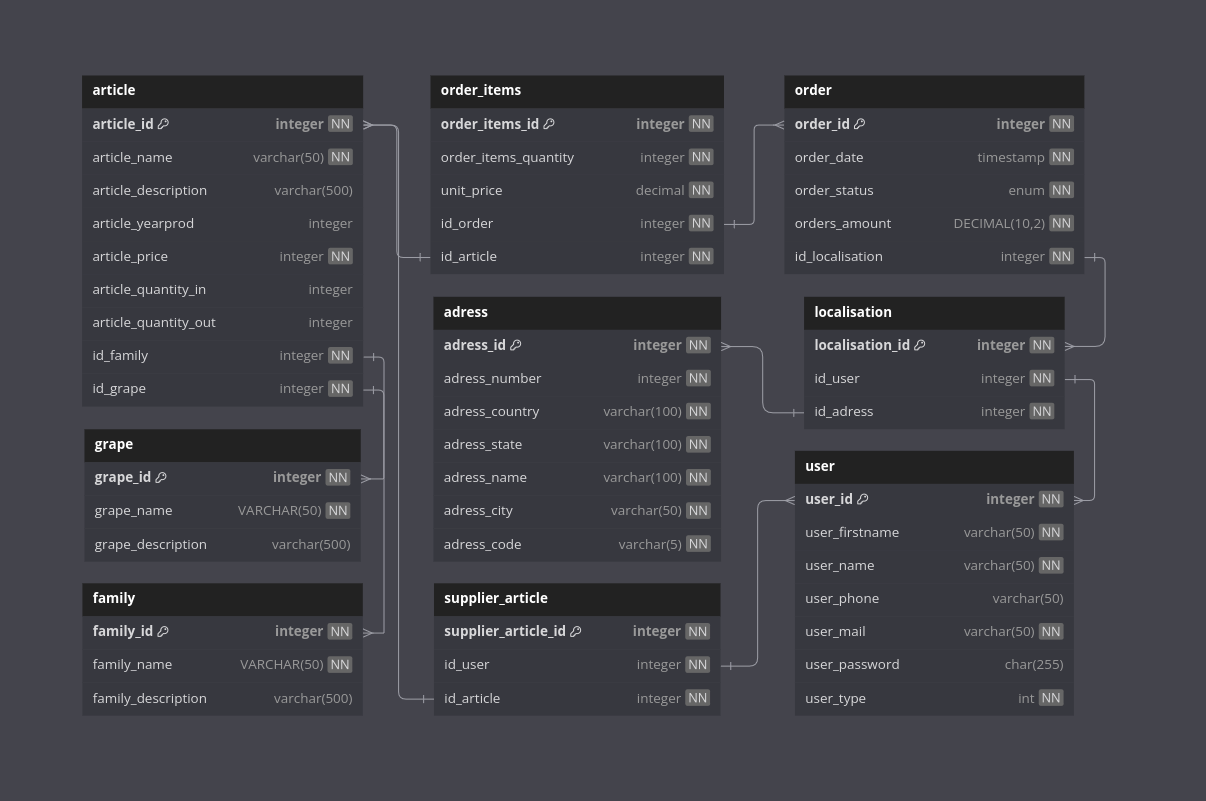 article
article_id integer NN
article_name varchar(50) NN
article_description varchar(500)
article_yearprod integer
article_price integer NN
article_quantity_in integer
article_quantity_out integer
id_family integer NN
id_grape integer NN
grape
grape_id integer NN
grape_name VARCHAR(50) NN
grape_description varchar(500)
family
family_id integer NN
family_name VARCHAR(50) NN
family_description varchar(500)
order_items
order_items_id integer NN
order_items_quantity integer NN
unit_price decimal NN
id_order integer NN
id_article integer NN
adress
adress_id integer NN
adress_number integer NN
adress_country varchar(100) NN
adress_state varchar(100) NN
adress_name varchar(100) NN
adress_city varchar(50) NN
adress_code varchar(5) NN
supplier_article
supplier_article_id integer NN
id_user integer NN
id_article integer NN
order
order_id integer NN
order_date timestamp NN
order_status enum NN
orders_amount DECIMAL(10,2) NN
id_localisation integer NN
localisation
localisation_id integer NN
id_user integer NN
id_adress integer NN
user
user_id integer NN
user_firstname varchar(50) NN
user_name varchar(50) NN
user_phone varchar(50)
user_mail varchar(50) NN
user_password char(255)
user_type int NN